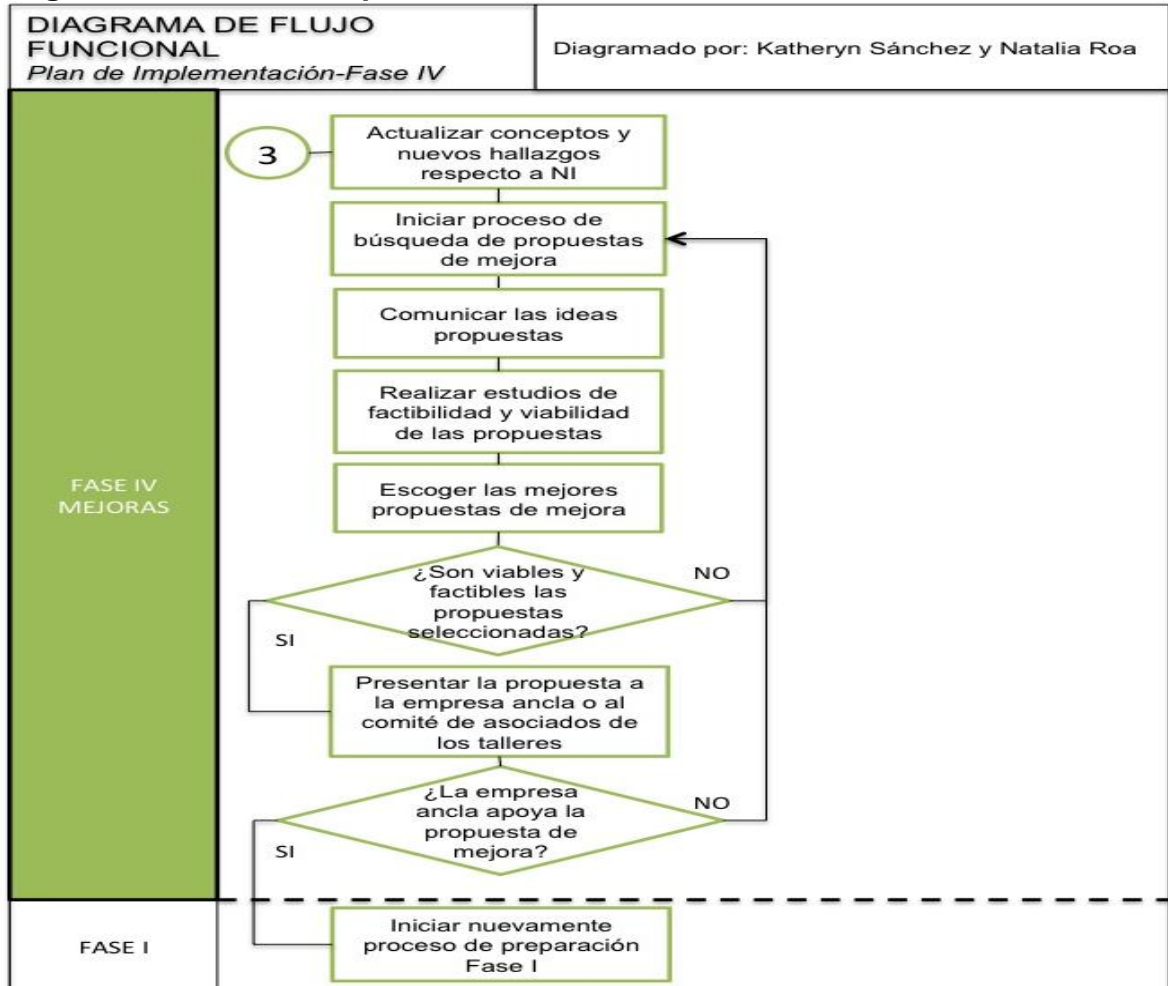 DIAGRAMA DE FLUJO
FUNCIONAL
Plan de Implementación-Fase IV
Diagramado por: Katheryn Sánchez y Natalia Roa
3
Actualizar conceptos y
nuevos hallazgos
respecto a NI
Iniciar proceso de
búsqueda de propuestas
de mejora
Comunicar las ideas
propuestas
Realizar estudios de
factibilidad y viabilidad
de las propuestas
FASE IV
MEJORAS
Escoger las mejores
propuestas de mejora
¿Son viables y
factibles las
propuestas
seleccionadas?
NO
SI
Presentar la propuesta a
la empresa ancla o al
comité de asociados de
los talleres
¿La empresa
ancla apoya la
propuesta de
mejora?
NO
SI
FASE I
Iniciar nuevamente
proceso de preparación
Fase I